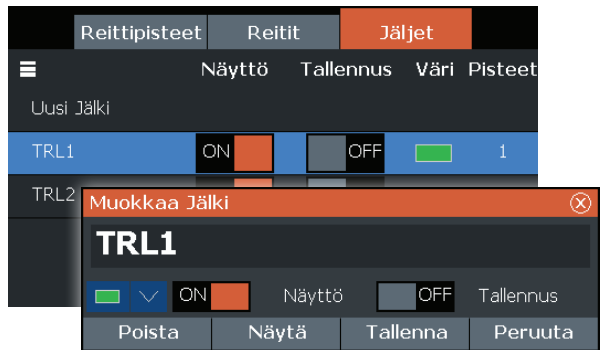 Reittipisteet Reitit Jäljet
Näyttö Tallennus Väri Pisteet
Uusi Jälki
TRL1 ON OFF 1
TRL2
Muokkaa Jälki
TRL1
ON Näyttö OFF Tallennus
Poista Näytä Tallenna Peruuta